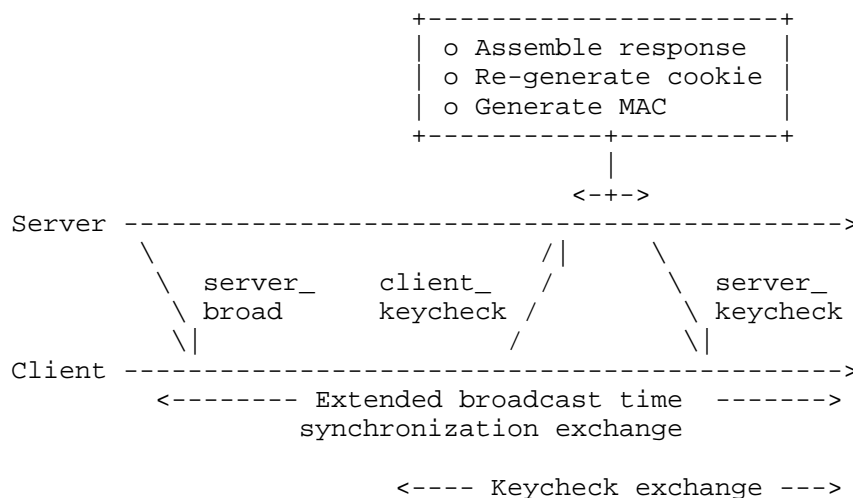 +----------------------+
| o Assemble response  |
| o Re-generate cookie |
| o Generate MAC       |
+-----------+----------+
|
<-+->
Server ---------------------------------------------->
\                         /|      \
\  server_    client_   /         \  server_
\ broad      keycheck /           \ keycheck
\|                   /          \|
Client ---------------------------------------------->
<-------- Extended broadcast time  ------->
synchronization exchange
<---- Keycheck exchange --->